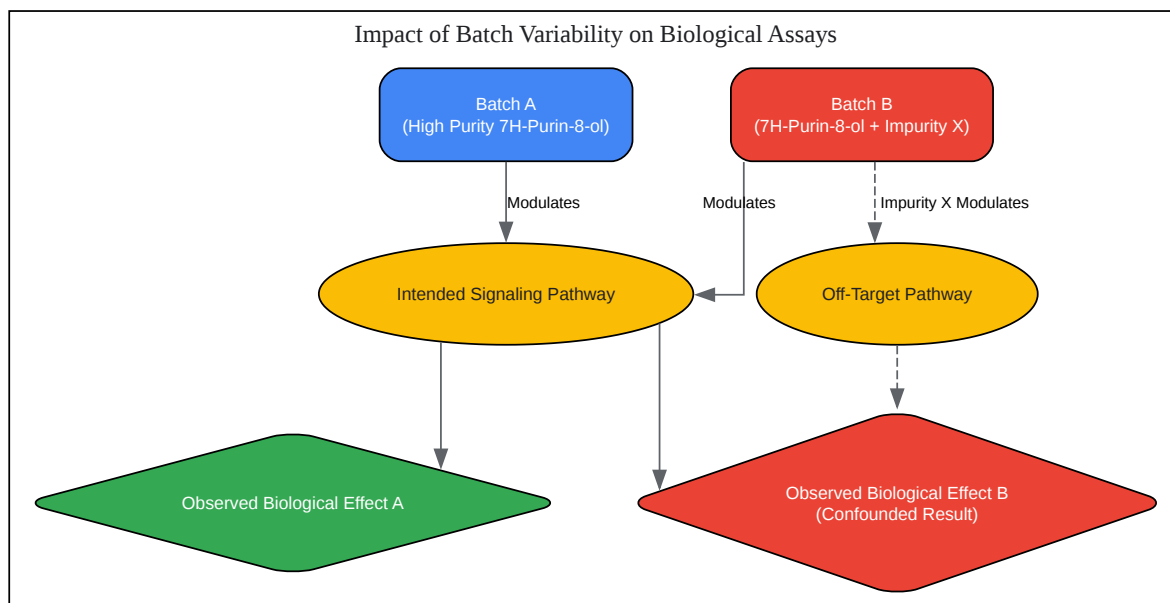 Impact of Batch Variability on Biological Assays
Batch A
(High Purity 7H-Purin-8-ol)
Batch B
(7H-Purin-8-ol + Impurity X)
Modulates
Modulates
Impurity X Modulates
Intended Signaling Pathway
Off-Target Pathway
Observed Biological Effect A
Observed Biological Effect B
(Confounded Result)